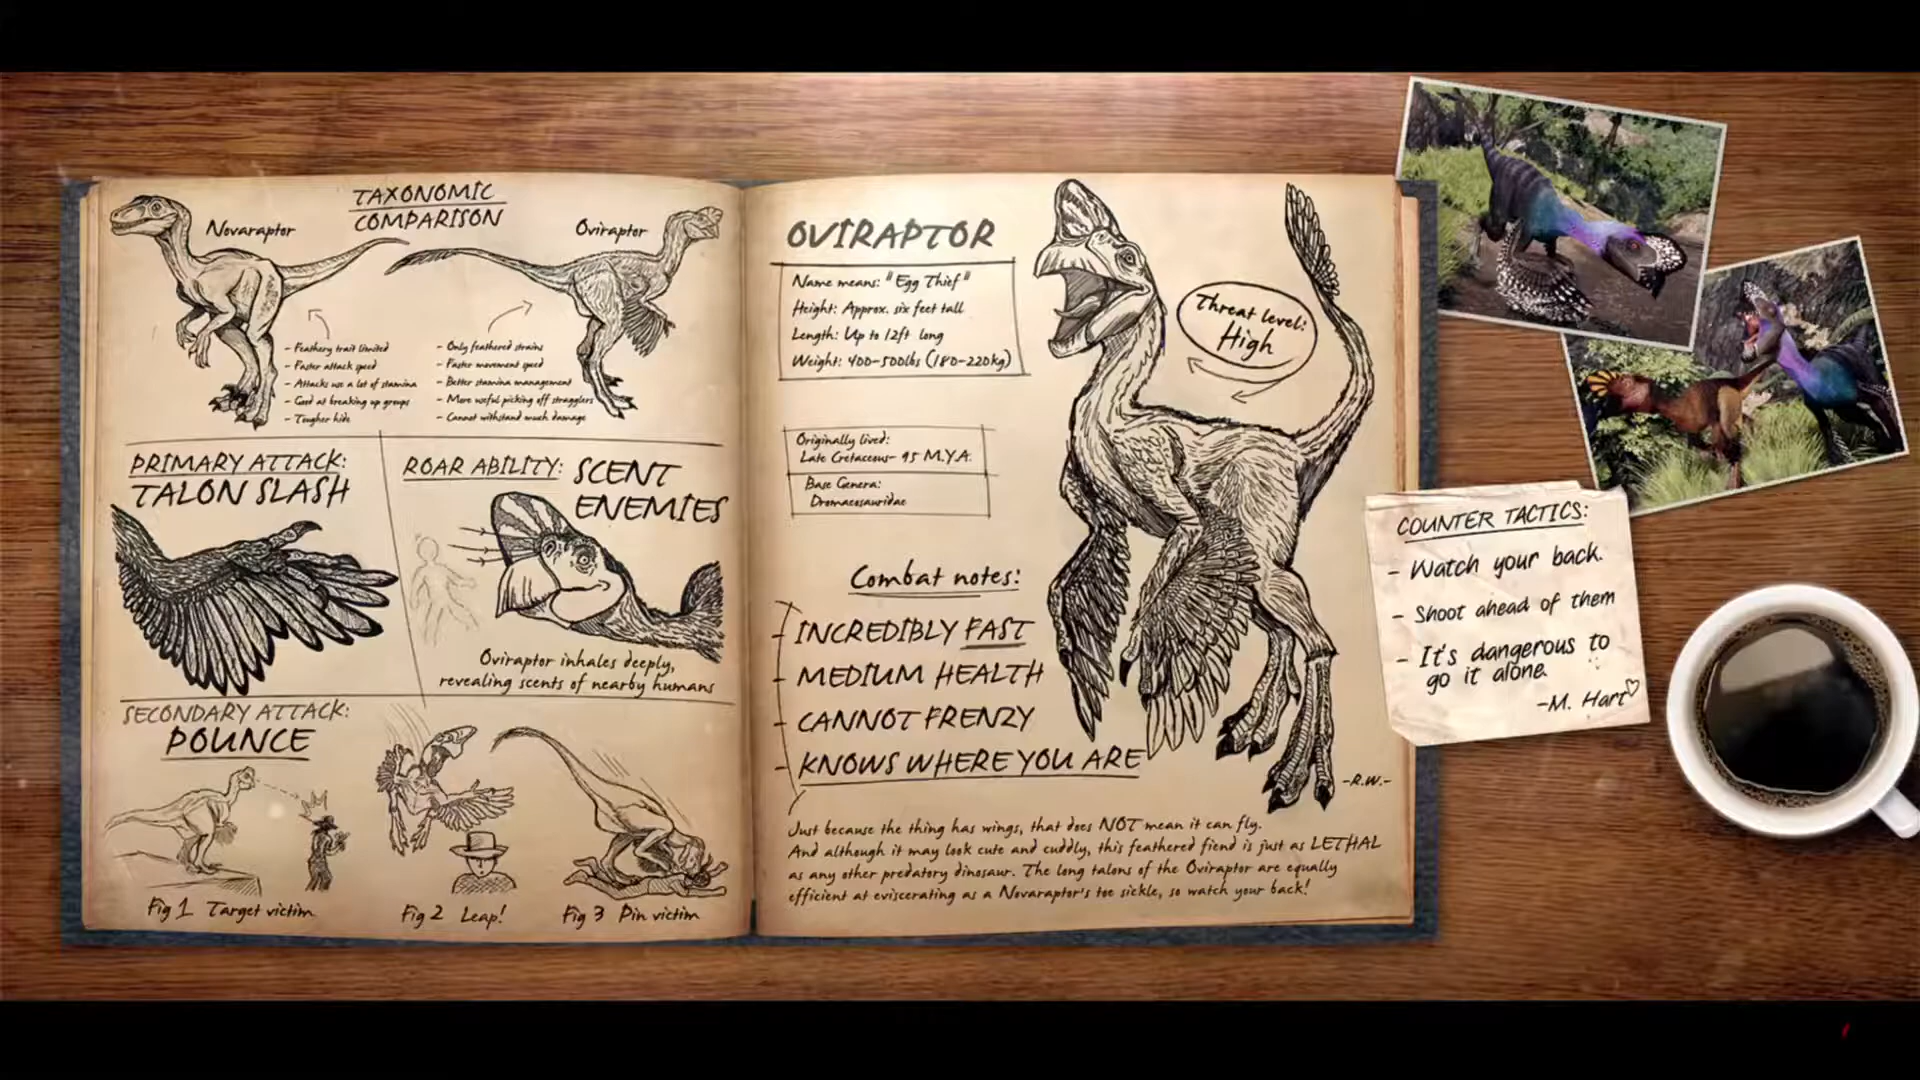 TAXONOMIC
COMPARISON
Novaraptor
Oviraptor
- Feathery trait limited
- Faster attack speed
- Attacks use a lot of stamina
- Good at breaking up groups
- Tougher hide
- Only feathered strains
- Faster movement speed
- Better stamina management
- More useful picking off stragglers
- Cannot withstand much damage
PRIMARY ATTACK:
TALON SLASH
ROAR ABILITY: SCENT
ENEMIES
Oviraptor inhales deeply,
revealing scents of nearby humans
SECONDARY ATTACK:
POUNCE
Fig 1 Target victim
Fig 2 Leap!
Fig 3 Pin victim
OVIRAPTOR
Name means: "Egg Thief"
Height: Approx. six feet tall
Length: Up to 12ft long
Weight: 400-500lbs (180-220kg)
Threat level:
High
Originally lived:
Late Cretaceous- 95 M.Y.A.
Base Genera:
Dromaeosauridae
Combat notes:
- INCREDIBLY FAST
- MEDIUM HEALTH
- CANNOT FRENZY
- KNOWS WHERE YOU ARE
-R.W.-
Just because the thing has wings, that does NOT mean it can fly.
And although it may look cute and cuddly, this feathered fiend is just as LETHAL
as any other predatory dinosaur. The long talons of the Oviraptor are equally
efficient at eviscerating as a Novaraptor's toe sickle, so watch your back!
COUNTER TACTICS:
- Watch your back.
- Shoot ahead of them
- It's dangerous to
go it alone.
-M. Hart♡